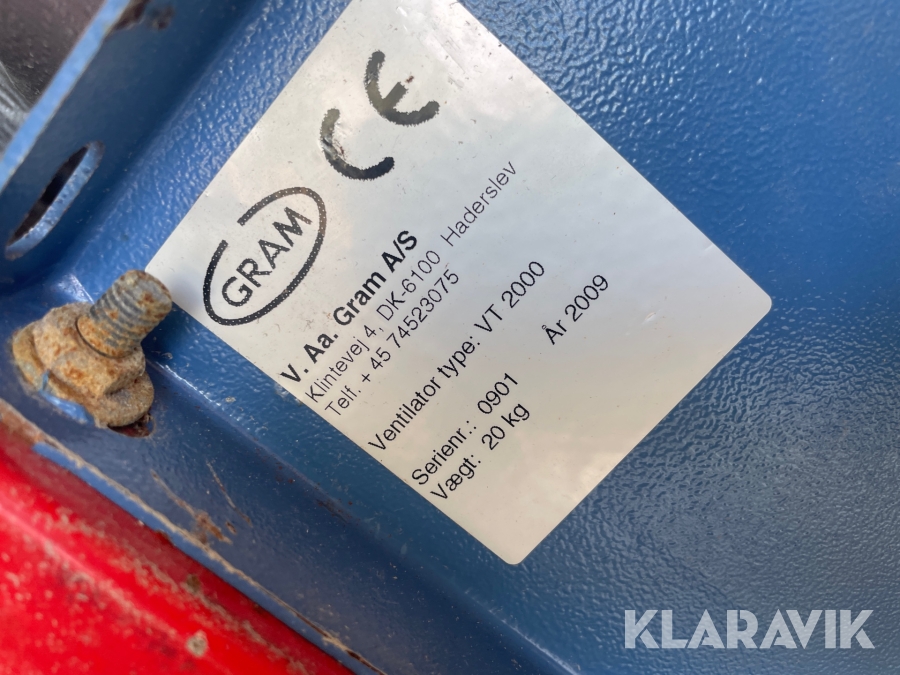 CE
GRAM
V. Aa. Gram A/S
Klintevej 4, DK-6100 Haderslev
Telf. + 45 74523075
Ventilator type: VT 2000
Serienr.: 0901 År 2009
Vægt: 20 kg
KLARAVIK